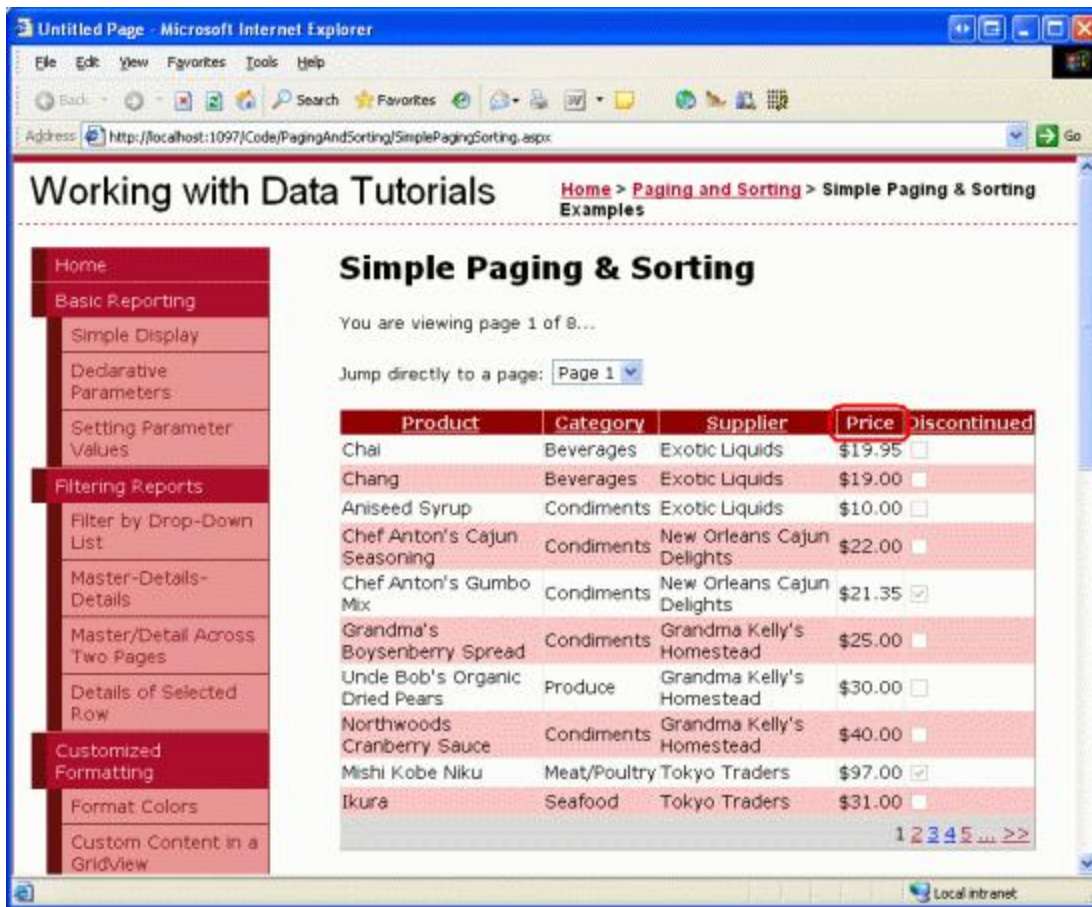 Untitled Page - Microsoft Internet Explorer
File Edit View Favorites Tools Help
Back Search Favorites
Address http://localhost:1097/Code/PagingAndSorting/SimplePagingSorting.aspx Go
Working with Data Tutorials
Home > Paging and Sorting > Simple Paging & Sorting
Examples
Home
Basic Reporting
Simple Display
Declarative
Parameters
Setting Parameter
Values
Filtering Reports
Filter by Drop-Down
List
Master-Details-
Details
Master/Detail Across
Two Pages
Details of Selected
Row
Customized
Formatting
Format Colors
Custom Content in a
GridView
Simple Paging & Sorting
You are viewing page 1 of 8...
Jump directly to a page: Page 1
Product Category Supplier Price Discontinued
Chai Beverages Exotic Liquids $19.95
Chang Beverages Exotic Liquids $19.00
Aniseed Syrup Condiments Exotic Liquids $10.00
Chef Anton's Cajun
Seasoning Condiments New Orleans Cajun
Delights $22.00
Chef Anton's Gumbo
Mix Condiments New Orleans Cajun
Delights $21.35
Grandma's
Boysenberry Spread Condiments Grandma Kelly's
Homestead $25.00
Uncle Bob's Organic
Dried Pears Produce Grandma Kelly's
Homestead $30.00
Northwoods
Cranberry Sauce Condiments Grandma Kelly's
Homestead $40.00
Mishi Kobe Niku Meat/Poultry Tokyo Traders $97.00
Ikura Seafood Tokyo Traders $31.00
1 2 3 4 5 ... >>
Local intranet